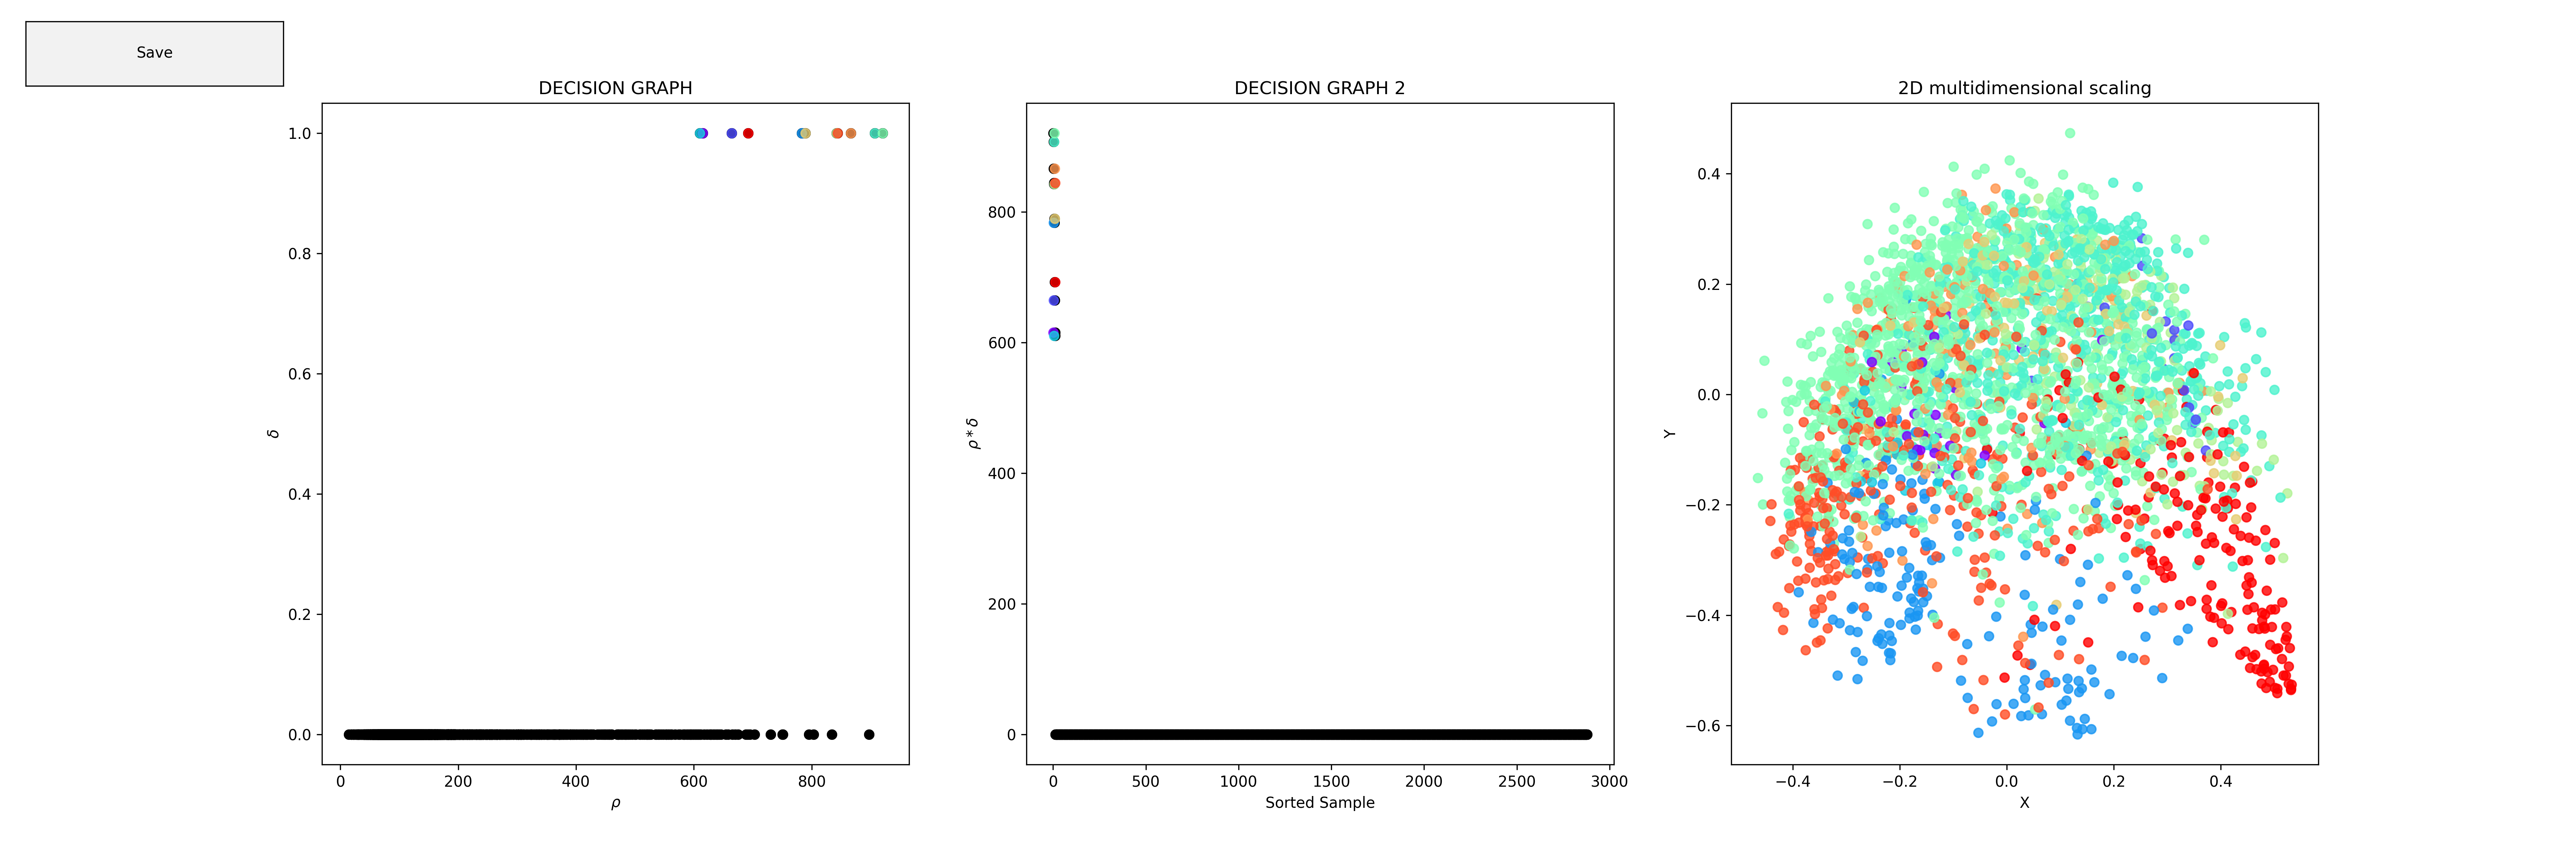 Save
DECISION GRAPH
1.0
0.8
0.6
0.4
0.2
0.0
δ
0 200 400 600 800
ρ
DECISION GRAPH 2
800
600
400
200
0
ρ * δ
0 500 1000 1500 2000 2500 3000
Sorted Sample
2D multidimensional scaling
0.4
0.2
0.0
−0.2
−0.4
−0.6
Y
−0.4 −0.2 0.0 0.2 0.4
X